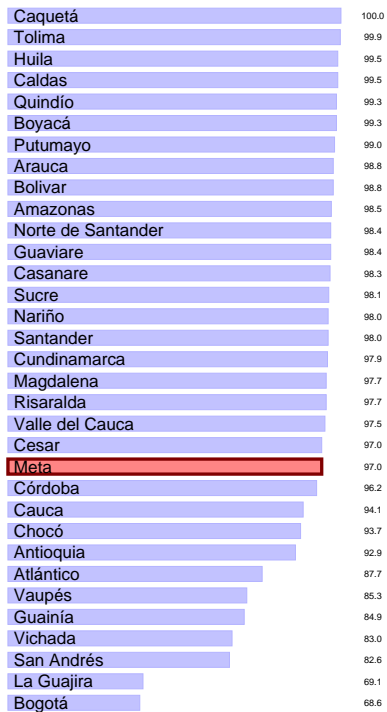 Caquetá 100.0
Tolima 99.9
Huila 99.5
Caldas 99.5
Quindío 99.3
Boyacá 99.3
Putumayo 99.0
Arauca 98.8
Bolivar 98.8
Amazonas 98.5
Norte de Santander 98.4
Guaviare 98.4
Casanare 98.3
Sucre 98.1
Nariño 98.0
Santander 98.0
Cundinamarca 97.9
Magdalena 97.7
Risaralda 97.7
Valle del Cauca 97.5
Cesar 97.0
Meta 97.0
Córdoba 96.2
Cauca 94.1
Chocó 93.7
Antioquia 92.9
Atlántico 87.7
Vaupés 85.3
Guainía 84.9
Vichada 83.0
San Andrés 82.6
La Guajira 69.1
Bogotá 68.6